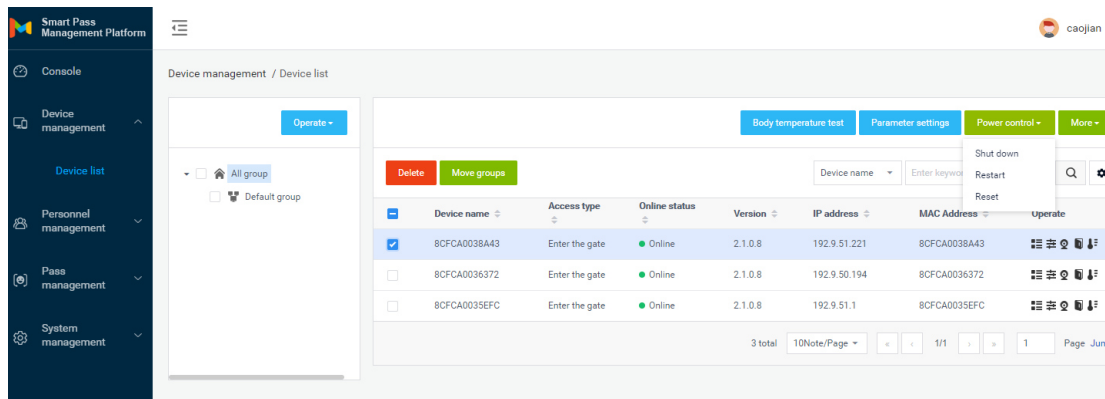 Smart Pass
Management Platform
caojian
Console
Device management / Device list
Device
management
Operate
Body temperature test
Parameter settings
Power control
More
Shut down
Restart
Reset
Device list
All group
Default group
Delete
Move groups
Device name
Personnel
management
Device name
Access type
Online status
Version
IP address
MAC Address
Operate
8CFCA0038A43 Enter the gate Online 2.1.0.8 192.9.51.221 8CFCA0038A43
8CFCA0036372 Enter the gate Online 2.1.0.8 192.9.50.194 8CFCA0036372
8CFCA0035EFC Enter the gate Online 2.1.0.8 192.9.51.1 8CFCA0035EFC
Pass
management
System
management
3 total 10Note/Page « ‹ 1/1 › » 1 Page